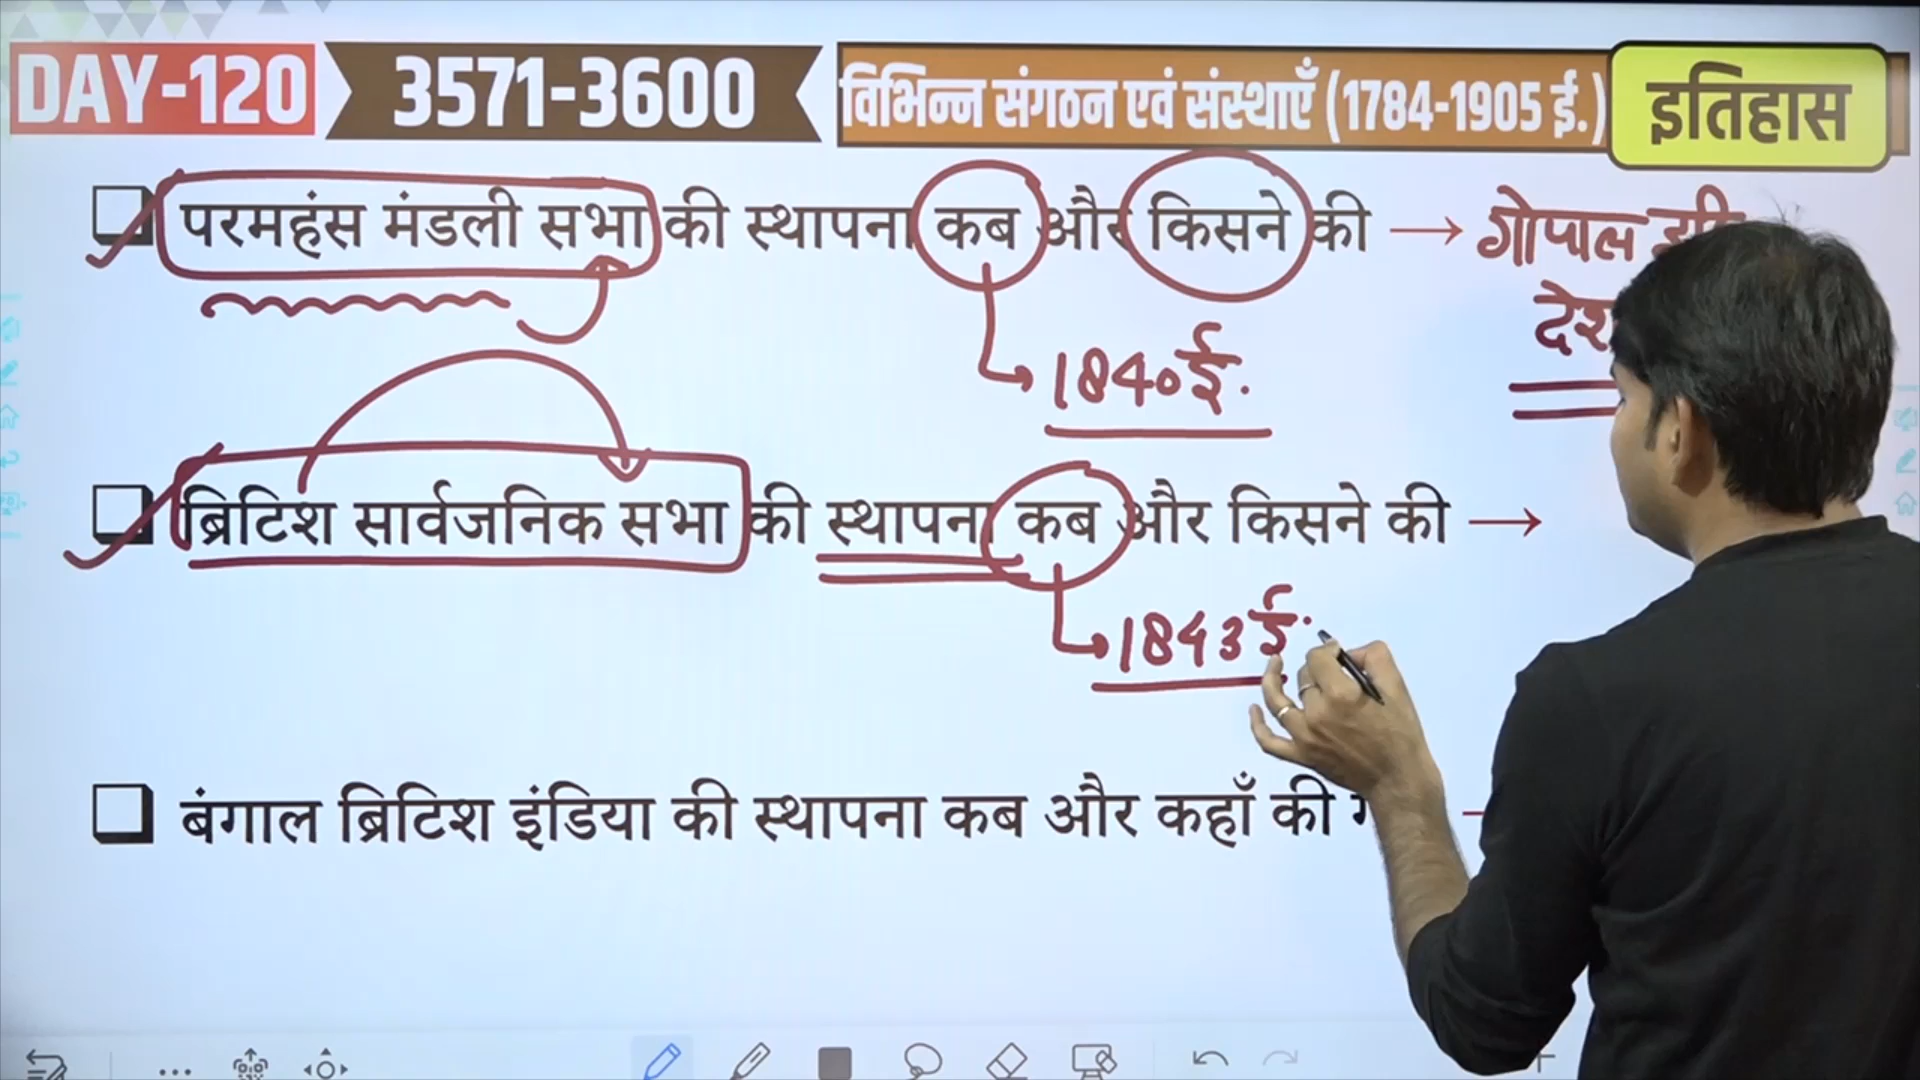 DAY-120 3571-3600 विभिन्न संगठन एवं संस्थाएँ (1784-1905 ई.) इतिहास
परमहंस मंडली सभा की स्थापना कब और किसने की → गोपाल
1840 ई.
ब्रिटिश सार्वजनिक सभा की स्थापना कब और किसने की →
1843 ई.
बंगाल ब्रिटिश इंडिया की स्थापना कब और कहाँ की